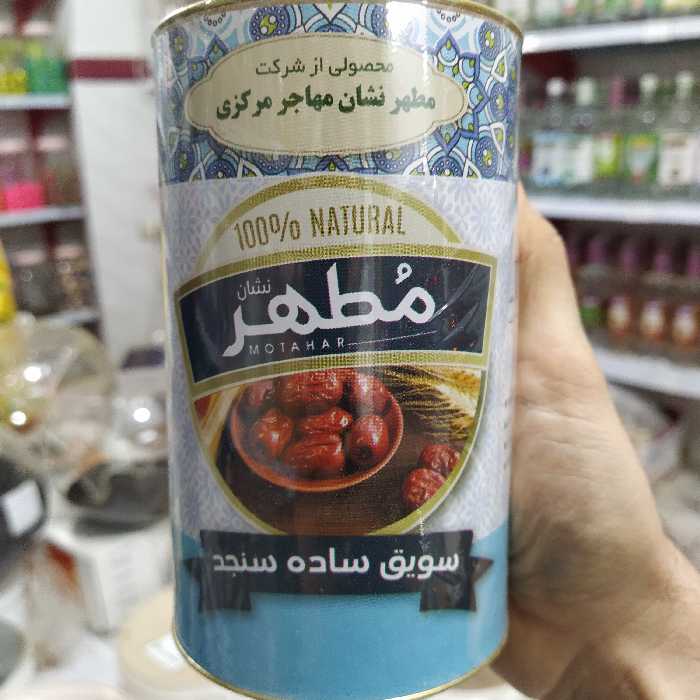 محصولی از شرکت
مطهر نشان مهاجر مرکزی
100% NATURAL
نشان
مُطهر
MOTAHAR
سویق ساده سنجد